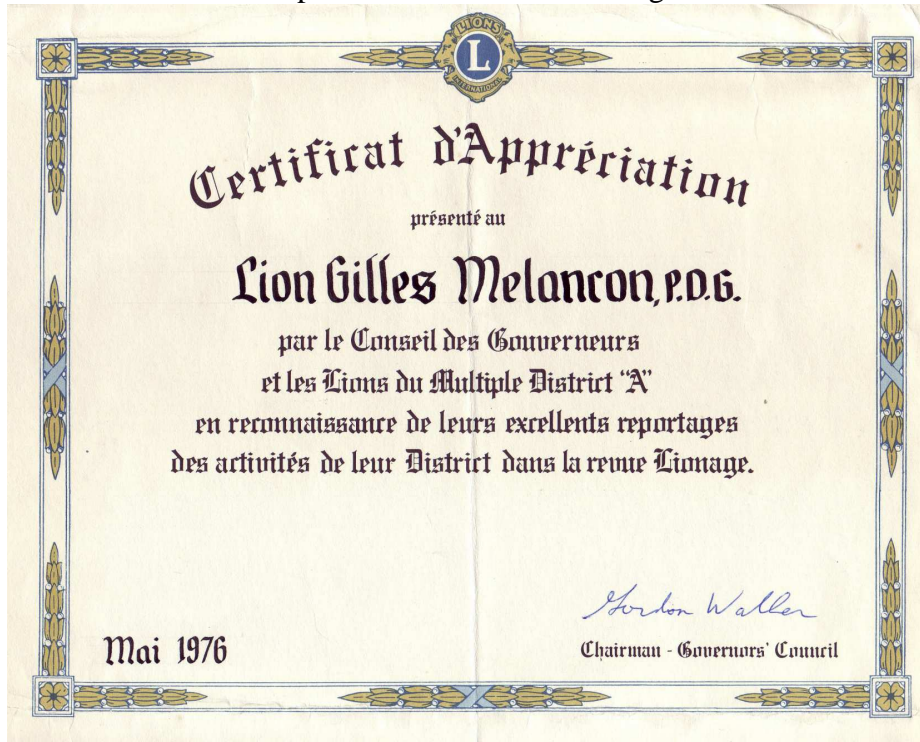 LIONS
L
INTERNATIONAL
Certificat d'Appréciation
présenté au
Lion Gilles Melancon, P.D.G.
par le Conseil des Gouverneurs
et les Lions du Multiple District “A”
en reconnaissance de leurs excellents reportages
des activités de leur District dans la revue Lionage.
Gordon Waller
Mai 1976
Chairman - Governors' Council